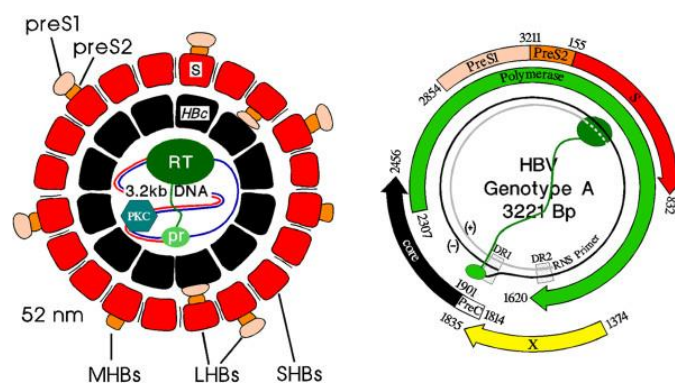 preS1
preS2
S
HBc
RT
3.2kb DNA
PKC
pr
52 nm
MHBs
LHBs
SHBs
3211
155
PreS1
PreS2
2854
Polymerase
S
2456
HBV
Genotype A
3221 Bp
832
2307
(+)
(-)
core
DR1
DR2
RNS Primer
1901
PreC
1814
1620
1835
1374
X